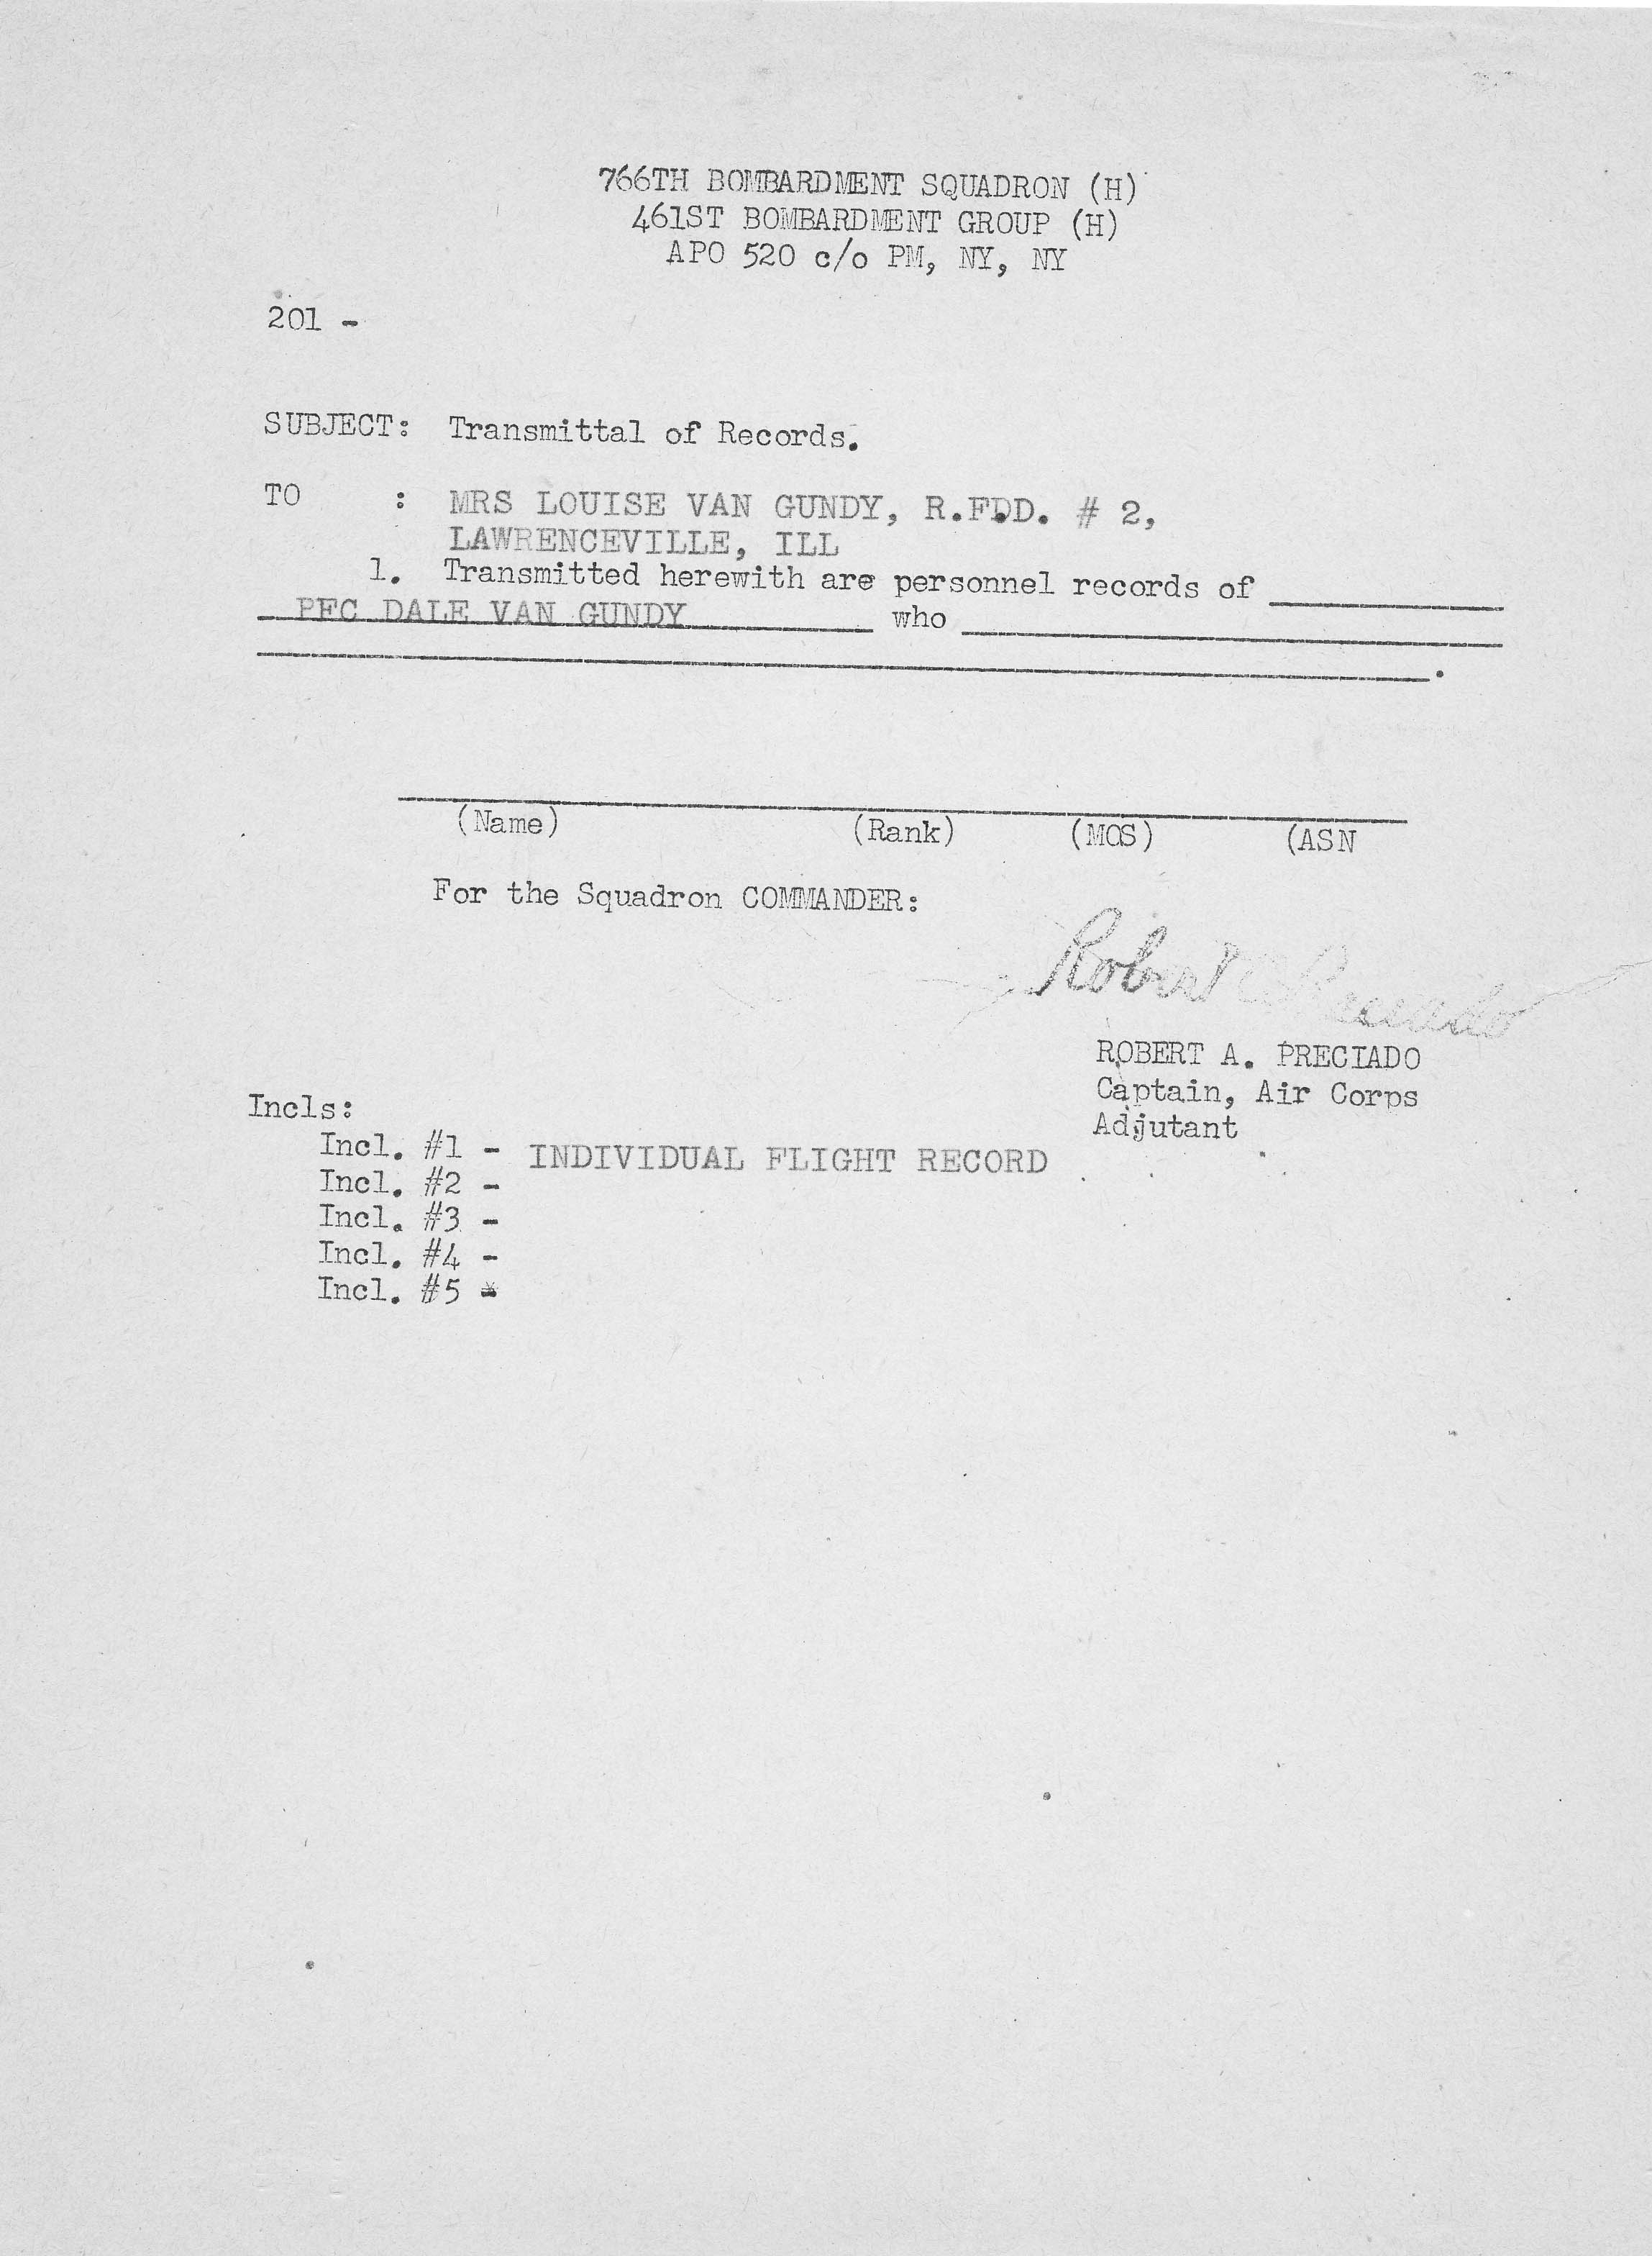 766TH BOMBARDMENT SQUADRON (H)
461ST BOMBARDMENT GROUP (H)
APO 520 c/o PM, NY, NY
201 -
SUBJECT: Transmittal of Records.
TO : MRS LOUISE VAN GUNDY, R.FDD. # 2,
LAWRENCEVILLE, ILL
1. Transmitted herewith are personnel records of ________
PFC DALE VAN GUNDY who ________
________.
(Name) (Rank) (MOS) (ASN
For the Squadron COMMANDER:
Robert A Preciado
ROBERT A. PRECIADO
Captain, Air Corps
Adjutant
Incls:
Incl. #1 - INDIVIDUAL FLIGHT RECORD
Incl. #2 -
Incl. #3 -
Incl. #4 -
Incl. #5 -